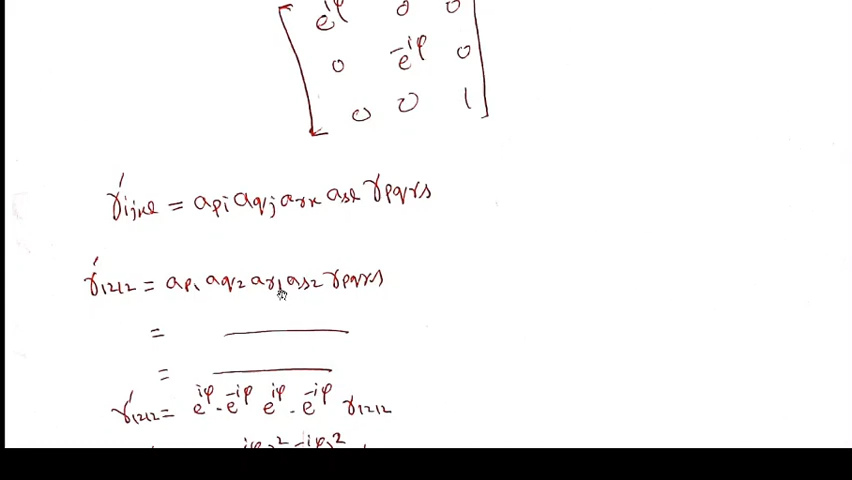 e^{iφ} 0 0
0 e^{-iφ} 0
0 0 1
γ'ijkl = api aqj ark asl γpqrs
γ'1212 = ap1 aq2 ar1 as2 γpqrs
=
=
γ'1212 = e^{iφ} . e^{-iφ} e^{iφ} . e^{-iφ} γ1212